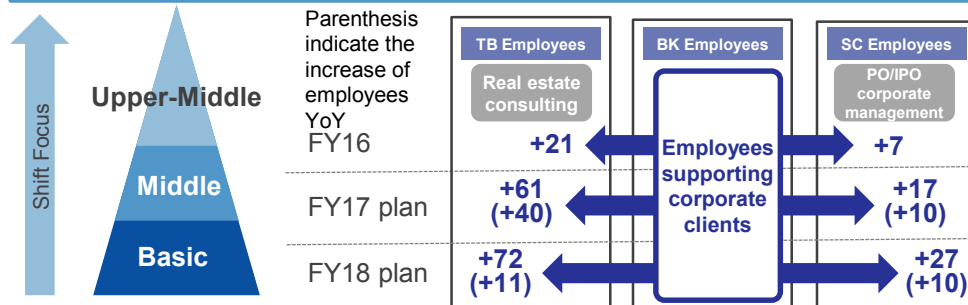 Shift Focus
Upper-Middle
Middle
Basic
Parenthesis
indicate the
increase of
employees
YoY
TB Employees
BK Employees
SC Employees
Real estate
consulting
PO/IPO
corporate
management
FY16
+21
Employees
supporting
corporate
clients
+7
FY17 plan
+61
(+40)
+17
(+10)
FY18 plan
+72
(+11)
+27
(+10)